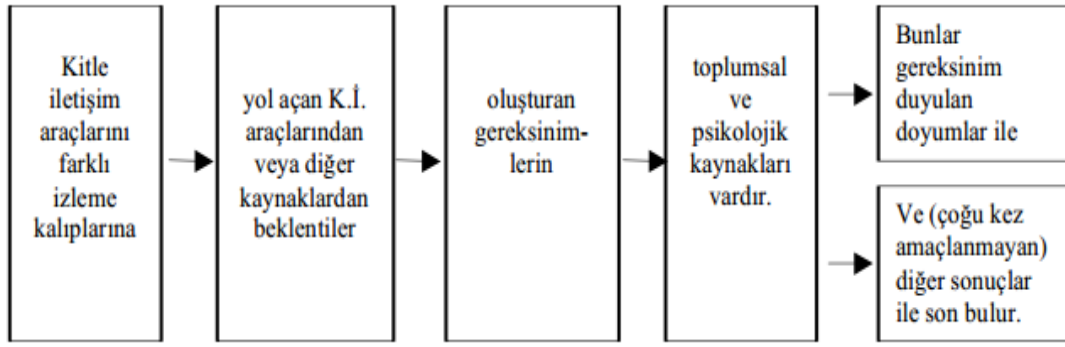 Kitle
iletişim
araçlarını
farklı
izleme
kalıplarına
yol açan K.İ.
araçlarından
veya diğer
kaynaklardan
beklentiler
oluşturan
gereksinim-
lerin
toplumsal
ve
psikolojik
kaynakları
vardır.
Bunlar
gereksinim
duyulan
doyumlar ile
Ve (çoğu kez
amaçlanmayan)
diğer sonuçlar
ile son bulur.